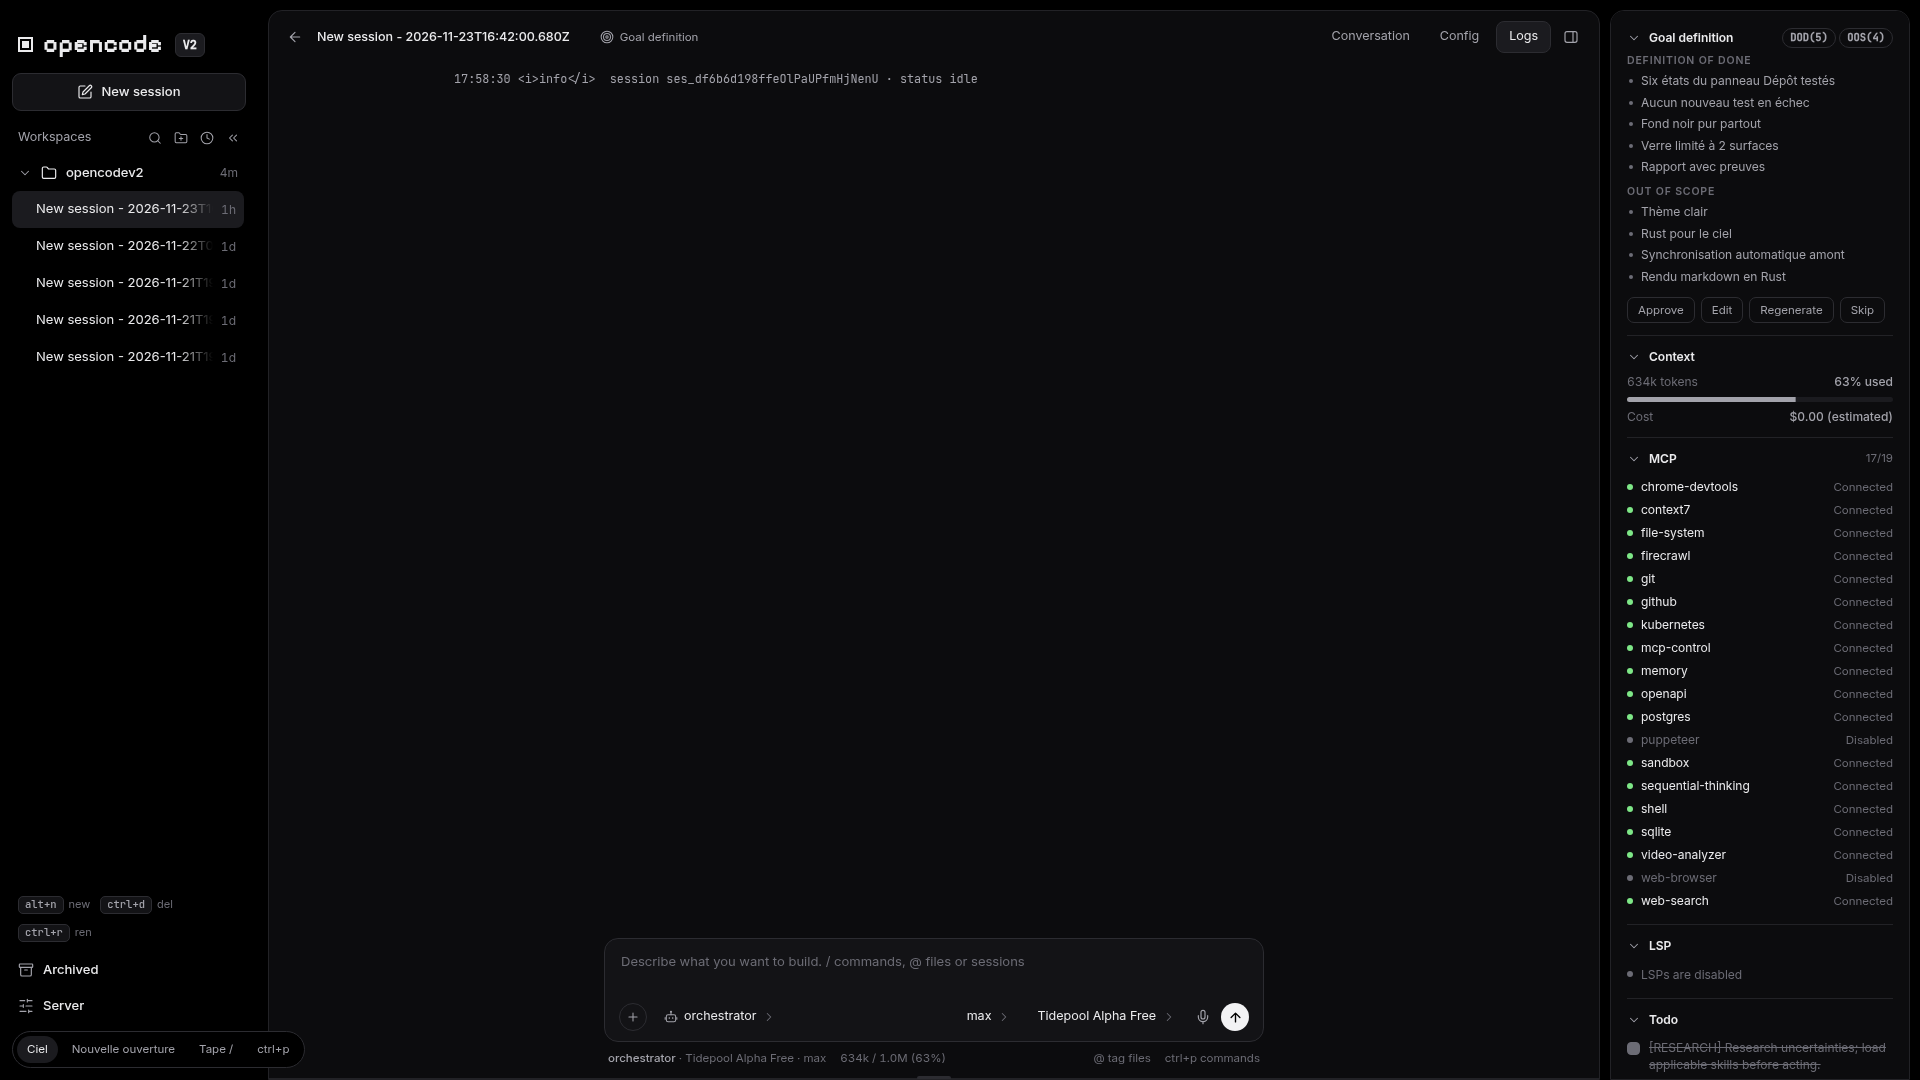 opencode V2
New session
Workspaces
opencodev2 4m
New session - 2026-11-23T1 1h
New session - 2026-11-22T0 1d
New session - 2026-11-21T1 1d
New session - 2026-11-21T1 1d
New session - 2026-11-21T1 1d
alt+n new ctrl+d del
ctrl+r ren
Archived
Server
Ciel Nouvelle ouverture Tape / ctrl+p
New session - 2026-11-23T16:42:00.680Z Goal definition Conversation Config Logs
17:58:30 <i>info</i> session ses_df6b6d198ffeOlPaUPfmHjNenU · status idle
Describe what you want to build. / commands, @ files or sessions
orchestrator max Tidepool Alpha Free
orchestrator · Tidepool Alpha Free · max 634k / 1.0M (63%) @ tag files ctrl+p commands
Goal definition DOD(5) OOS(4)
DEFINITION OF DONE
• Six états du panneau Dépôt testés
• Aucun nouveau test en échec
• Fond noir pur partout
• Verre limité à 2 surfaces
• Rapport avec preuves
OUT OF SCOPE
• Thème clair
• Rust pour le ciel
• Synchronisation automatique amont
• Rendu markdown en Rust
Approve Edit Regenerate Skip
Context
634k tokens 63% used
Cost $0.00 (estimated)
MCP 17/19
chrome-devtools Connected
context7 Connected
file-system Connected
firecrawl Connected
git Connected
github Connected
kubernetes Connected
mcp-control Connected
memory Connected
openapi Connected
postgres Connected
puppeteer Disabled
sandbox Connected
sequential-thinking Connected
shell Connected
sqlite Connected
video-analyzer Connected
web-browser Disabled
web-search Connected
LSP
LSPs are disabled
Todo
[RESEARCH] Research uncertainties; load
applicable skills before acting.